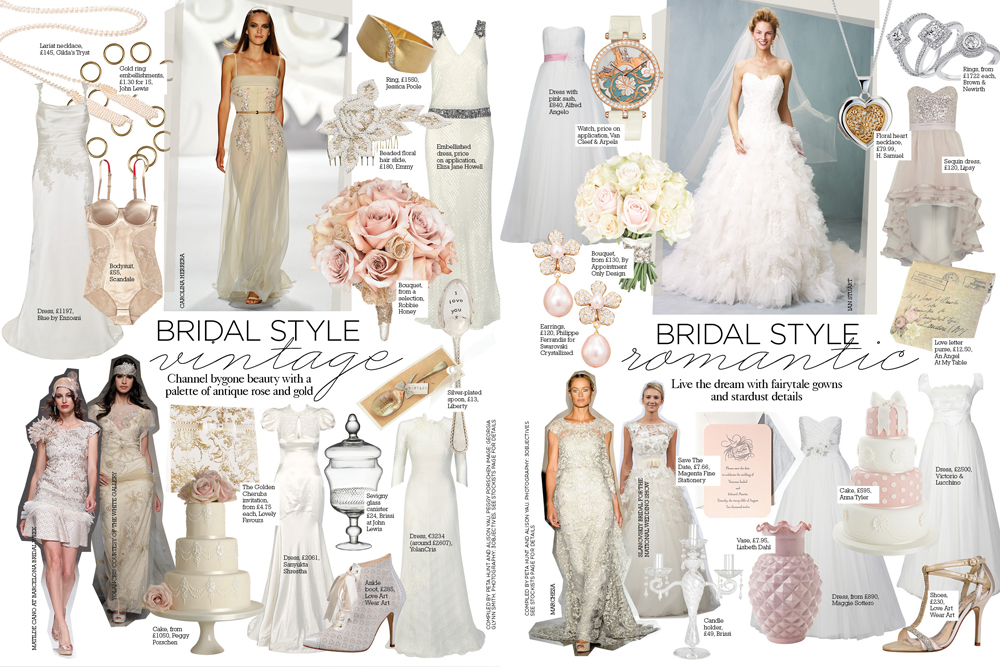 Lariat necklace,
£145, Gilda's Tryst
Gold ring
embellishments,
£1.30 for 15,
John Lewis
CAROLINA HERRERA
Ring, £1550,
Jessica Poole
Beaded floral
hair slide,
£180, Emmy
Embellished
dress, price
on application,
Eliza Jane Howell
Bodysuit,
£55,
Scandale
Dress, £1197,
Blue by Enzoani
Bouquet,
from a
selection,
Robbie
Honey
I
love
you
BRIDAL STYLE
vintage
Channel bygone beauty with a
palette of antique rose and gold
Silver-plated
spoon, £13,
Liberty
MATILDE CANO AT BARCELONA BRIDAL WEEK
COURTESY OF THE WHITE GALLERY
The Golden
Cherubs
invitation,
from £4.75
each, Lovely
Favours
Sevigny
glass
canister
£24, Brissi
at John
Lewis
Dress, £2061,
Sanyukta
Shrestha
Dress, €3234
(around £2607),
YolanCris
Ankle
boot, £285,
Love Art
Wear Art
Cake, from
£1050, Peggy
Porschen
COMPILED BY PETA HUNT AND ALISON YAU. PEGGY PORSCHEN IMAGE: GEORGIA
GLYNN SMITH. PHOTOGRAPHY: 3OBJECTIVES. SEE STOCKISTS PAGE FOR DETAILS
Dress with
pink sash,
£840, Alfred
Angelo
Watch, price on
application, Van
Cleef & Arpels
Rings, from
£1722 each,
Brown &
Newirth
Floral heart
necklace,
£79.99,
H. Samuel
Sequin dress,
£120, Lipsy
IAN STUART
Bouquet,
from £130, By
Appointment
Only Design
Earrings,
£120, Philippe
Ferrandis for
Swarovski
Crystallized
Love letter
purse, £12.50,
An Angel
At My Table
BRIDAL STYLE
romantic
Live the dream with fairytale gowns
and stardust details
COMPILED BY PETA HUNT AND ALISON YAU. PHOTOGRAPHY: 3OBJECTIVES.
SEE STOCKISTS PAGE FOR DETAILS
MARCHESA
SLANOVSKIY BRIDAL FOR THE
NATIONAL WEDDING SHOW
Save The
Date, £7.66,
Magenta Fine
Stationery
Cake, £595,
Anna Tyler
Dress, £2500,
Victorio &
Lucchino
Vase, £7.95,
Lisbeth Dahl
Dress, from £890,
Maggie Sottero
Shoes,
£230,
Love Art
Wear Art
Candle
holder,
£49, Brissi